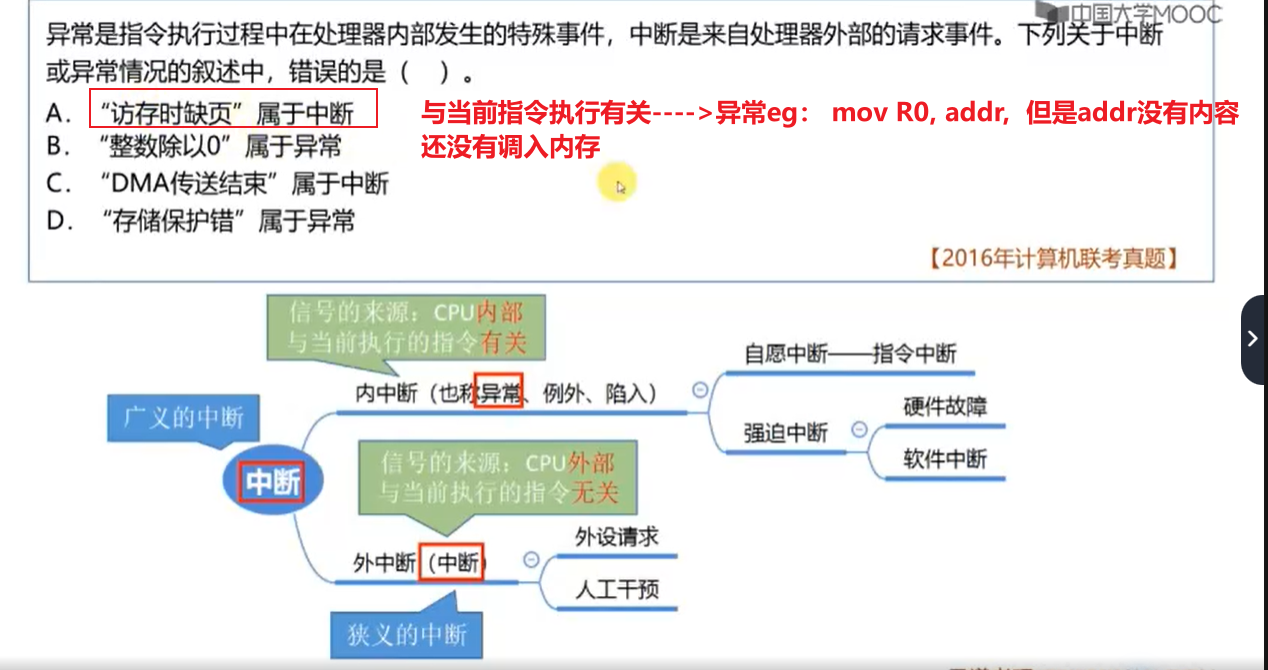 中国大学MOOC
异常是指令执行过程中在处理器内部发生的特殊事件，中断是来自处理器外部的请求事件。下列关于中断
或异常情况的叙述中，错误的是（　）。
A. “访存时缺页”属于中断
与当前指令执行有关---->异常eg： mov R0, addr, 但是addr没有内容
还没有调入内存
B. “整数除以0”属于异常
C. “DMA传送结束”属于中断
D. “存储保护错”属于异常
【2016年计算机联考真题】
信号的来源：CPU内部
与当前执行的指令有关
自愿中断——指令中断
内中断（也称异常、例外、陷入）
广义的中断
硬件故障
强迫中断
软件中断
信号的来源：CPU外部
与当前执行的指令无关
中断
外设请求
外中断（中断）
人工干预
狭义的中断